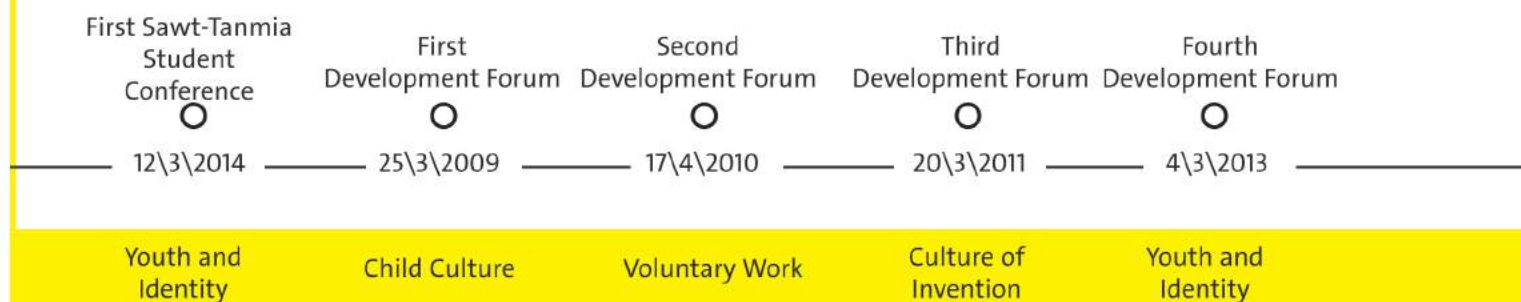 First Sawt-Tanmia
Student
Conference
First
Development Forum
Second
Development Forum
Third
Development Forum
Fourth
Development Forum
12\3\2014
25\3\2009
17\4\2010
20\3\2011
4\3\2013
Youth and
Identity
Child Culture
Voluntary Work
Culture of
Invention
Youth and
Identity